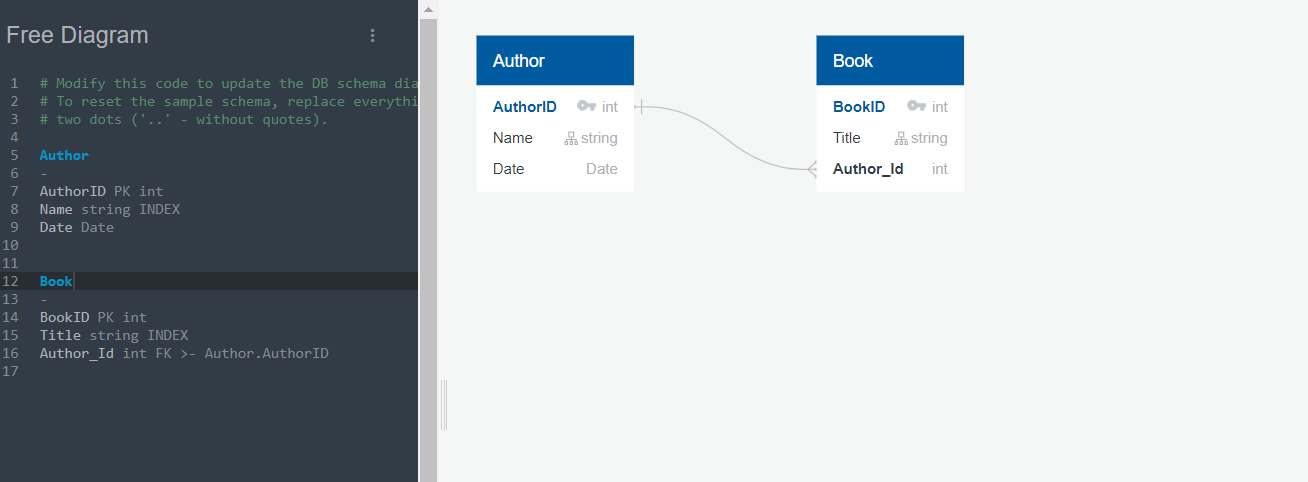 Free Diagram
1 # Modify this code to update the DB schema dia
2 # To reset the sample schema, replace everythi
3 # two dots ('..' - without quotes).
4
5 Author
6 -
7 AuthorID PK int
8 Name string INDEX
9 Date Date
10
11
12 Book
13 -
14 BookID PK int
15 Title string INDEX
16 Author_Id int FK >- Author.AuthorID
17
Author
AuthorID int
Name string
Date Date
Book
BookID int
Title string
Author_Id int